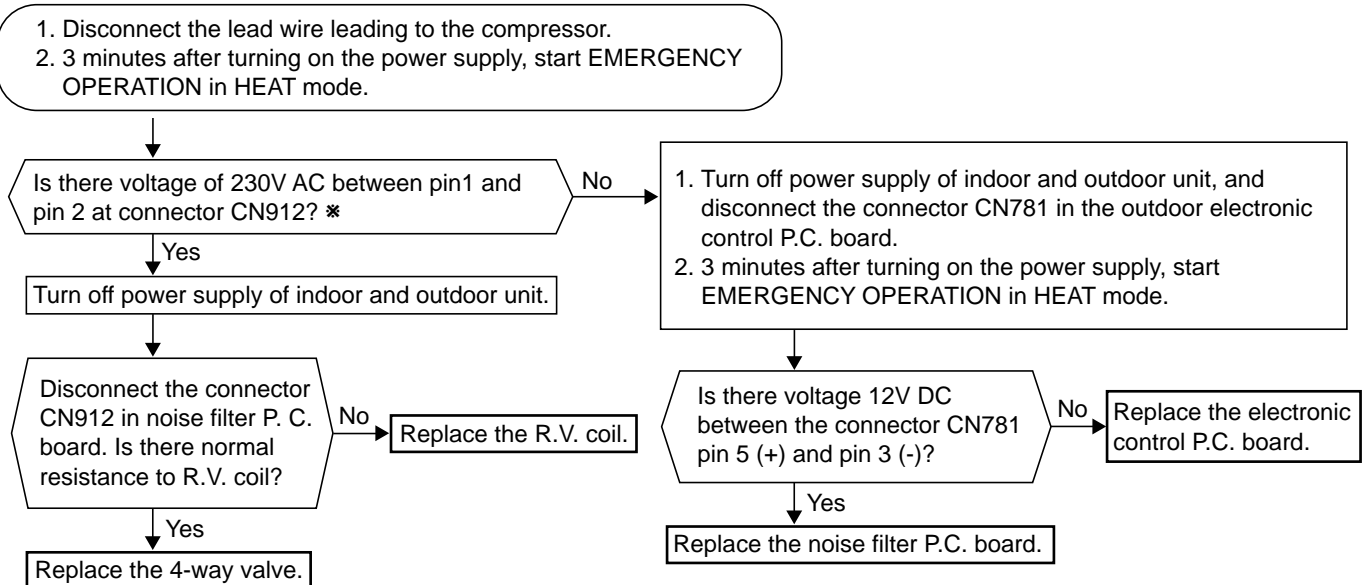 1. Disconnect the lead wire leading to the compressor.
2. 3 minutes after turning on the power supply, start EMERGENCY
OPERATION in HEAT mode.
Is there voltage of 230V AC between pin1 and
pin 2 at connector CN912? ※
No
Yes
Turn off power supply of indoor and outdoor unit.
Disconnect the connector
CN912 in noise filter P. C.
board. Is there normal
resistance to R.V. coil?
No
Replace the R.V. coil.
Yes
Replace the 4-way valve.
1. Turn off power supply of indoor and outdoor unit, and
disconnect the connector CN781 in the outdoor electronic
control P.C. board.
2. 3 minutes after turning on the power supply, start
EMERGENCY OPERATION in HEAT mode.
Is there voltage 12V DC
between the connector CN781
pin 5 (+) and pin 3 (-)?
No
Replace the electronic
control P.C. board.
Yes
Replace the noise filter P.C. board.